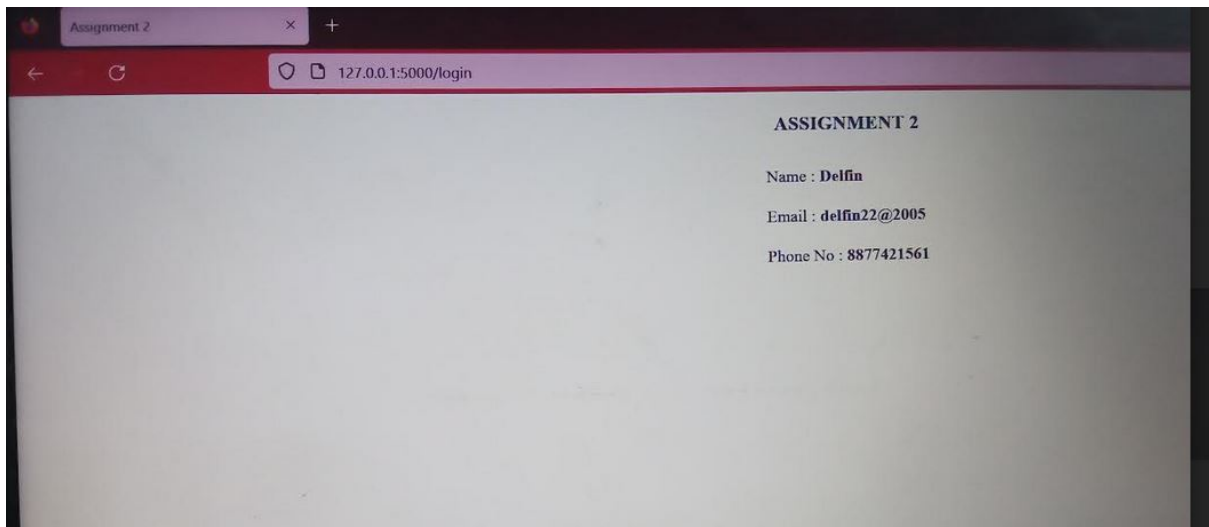 Assignment 2
127.0.0.1:5000/login
ASSIGNMENT 2
Name : Delfin
Email : delfin22@2005
Phone No : 8877421561